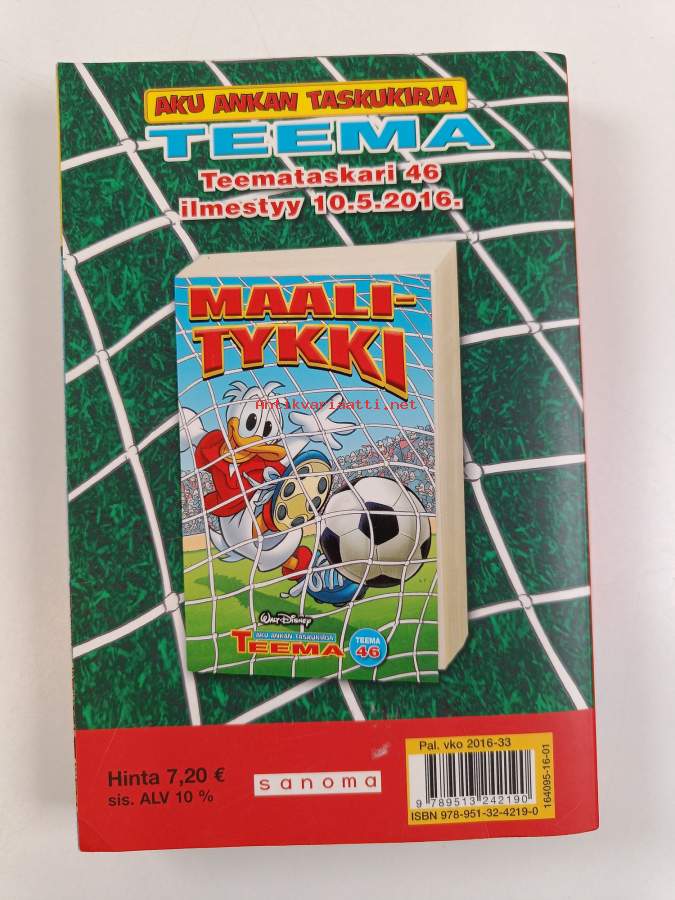 AKU ANKAN TASKUKIRJA
TEEMA
Teemataskari 46
ilmestyy 10.5.2016.
MAALI-
TYKKI
Antikvariaatti.net
WALT DISNEY
AKU ANKAN TASKUKIRJA
TEEMA
TEEMA
46
Hinta 7,20 €
sis. ALV 10 %
sanoma
Pal. vko 2016-33
9 789513 242190
ISBN 978-951-32-4219-0
164095-16-01